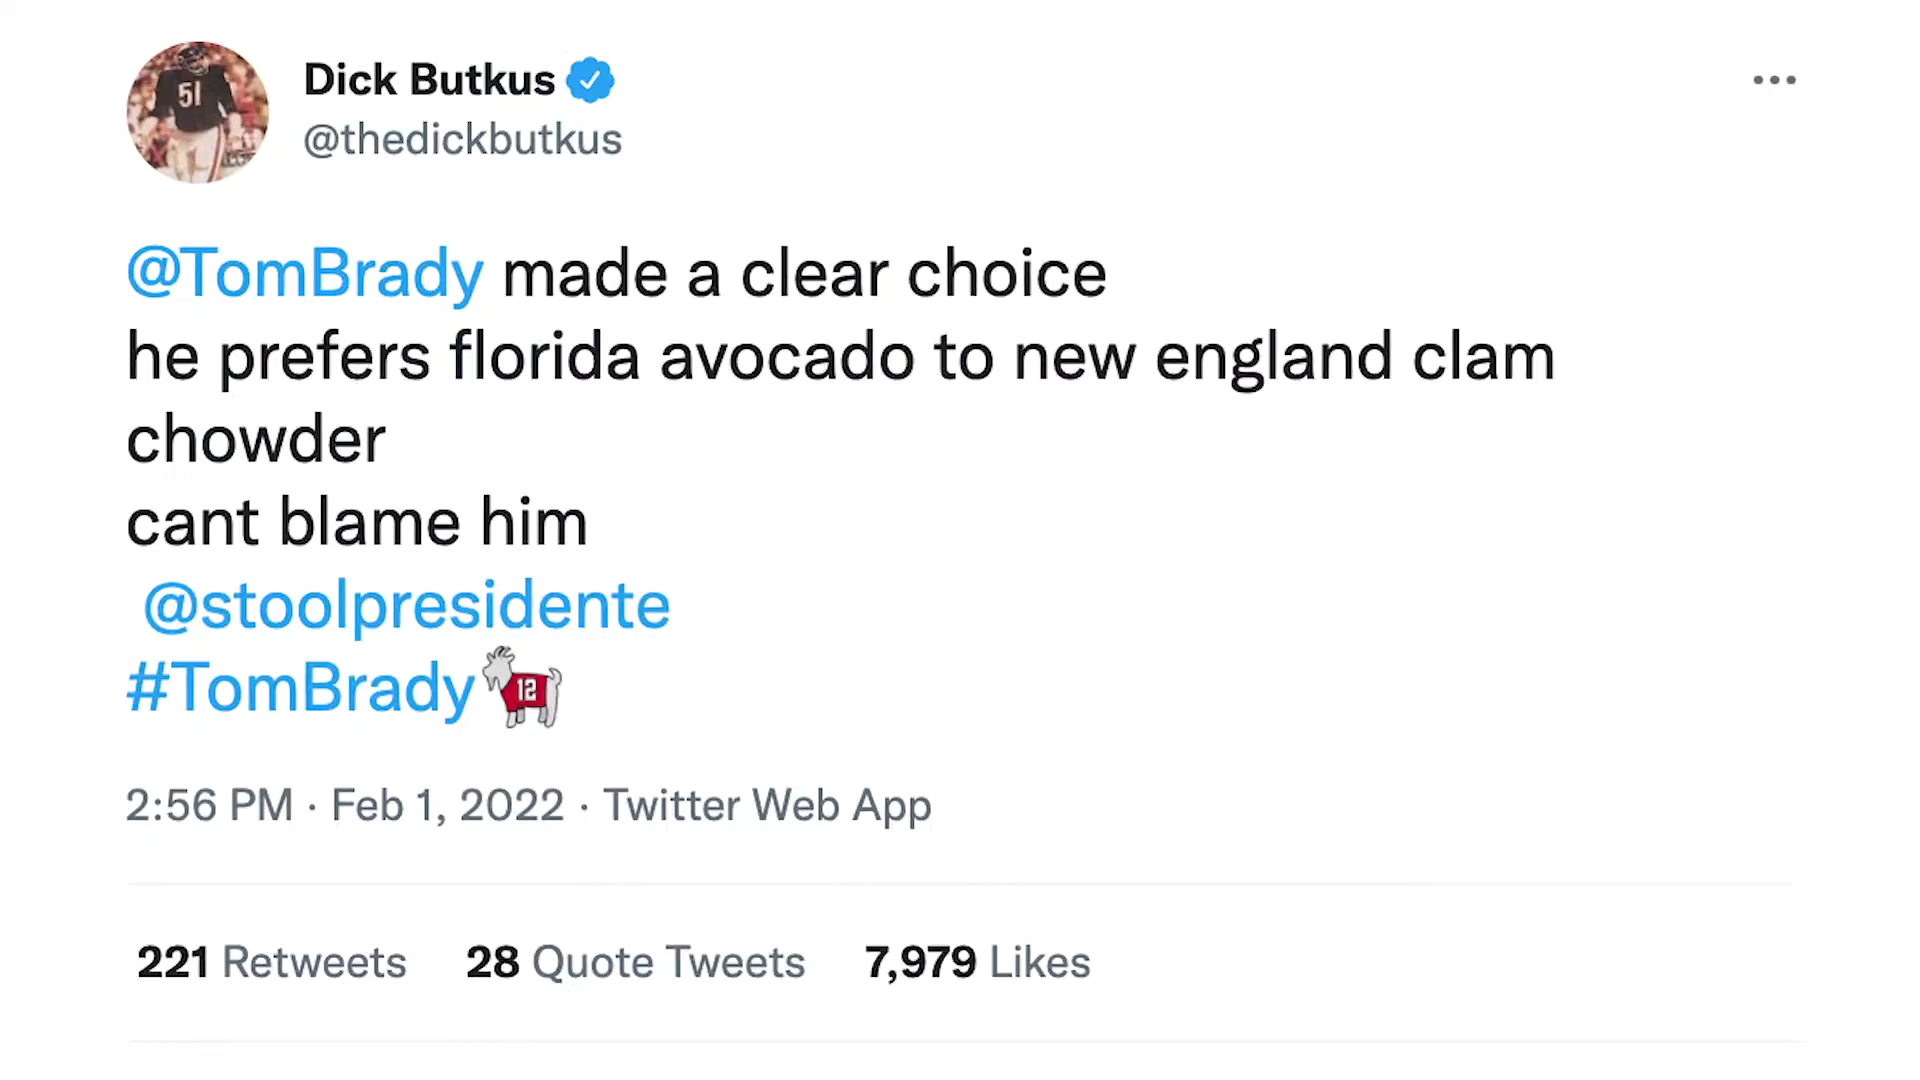 51
Dick Butkus
@thedickbutkus
@TomBrady made a clear choice
he prefers florida avocado to new england clam
chowder
cant blame him
@stoolpresidente
#TomBrady
12
2:56 PM · Feb 1, 2022 · Twitter Web App
221 Retweets 28 Quote Tweets 7,979 Likes